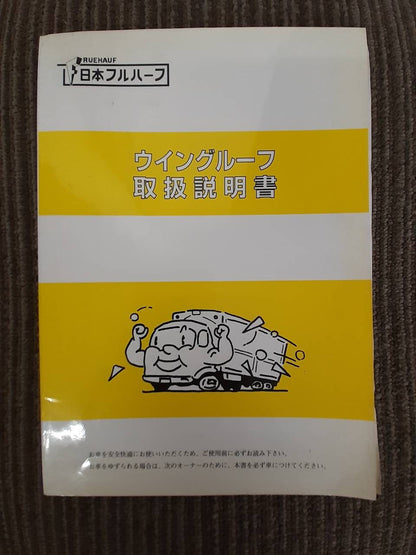 RUEHAUF
日本フルハーフ
ウイングルーフ
取扱説明書
お車を安全快適にお使いいただくため、ご使用前に必ずお読み下さい。
お車をゆずられる場合は、次のオーナーのために、本書を必ず車につけてください。